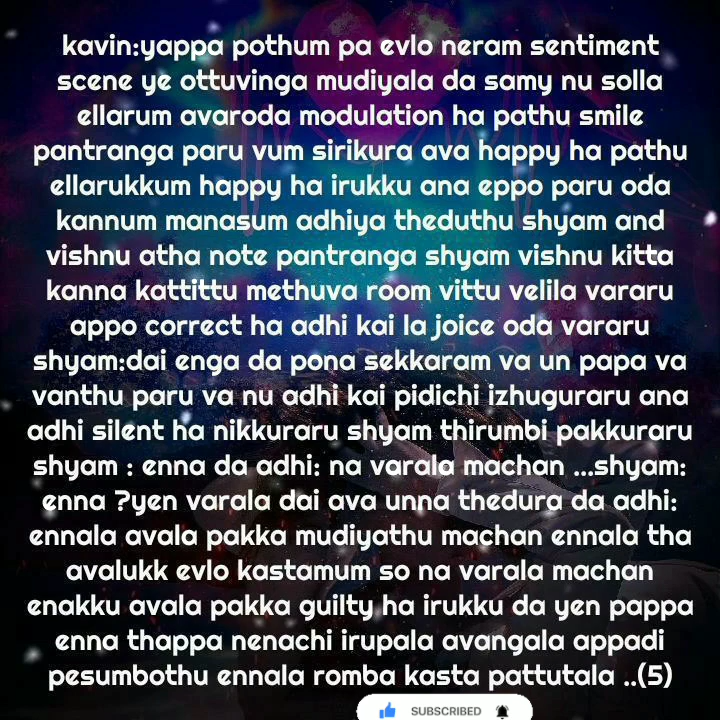 kavin:yappa pothum pa evlo neram sentiment
scene ye ottuvinga mudiyala da samy nu solla
ellarum avaroda modulation ha pathu smile
pantranga paru vum sirikura ava happy ha pathu
ellarukkum happy ha irukku ana eppo paru oda
kannum manasum adhiya theduthu shyam and
vishnu atha note pantranga shyam vishnu kitta
kanna kattittu methuva room vittu velila vararu
appo correct ha adhi kai la joice oda vararu
shyam:dai enga da pona sekkaram va un papa va
vanthu paru va nu adhi kai pidichi izhuguraru ana
adhi silent ha nikkuraru shyam thirumbi pakkuraru
shyam : enna da adhi: na varala machan ...shyam:
enna ?yen varala dai ava unna thedura da adhi:
ennala avala pakka mudiyathu machan ennala tha
avalukk evlo kastamum so na varala machan
enakku avala pakka guilty ha irukku da yen pappa
enna thappa nenachi irupala avangala appadi
pesumbothu ennala romba kasta pattutala ..(5)
SUBSCRIBED